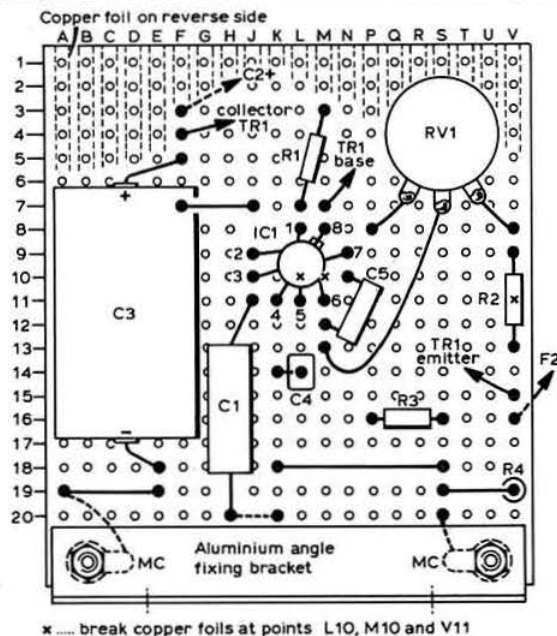 Copper foil on reverse side
A B C D E F G H J K L M N P Q R S T U V
1
2
C2+
3
collector
4
TR1
RV1
5
R1
TR1
base
6
+
7
1
8
8
IC1
9
2
7
10
3
C5
11
R2
C3
4 5 6
12
13
TR1
emitter
F2
14
C1
C4
15
R3
16
−
17
18
R4
19
20
MC
Aluminium angle
fixing bracket
MC
x .... break copper foils at points L10, M10 and V11